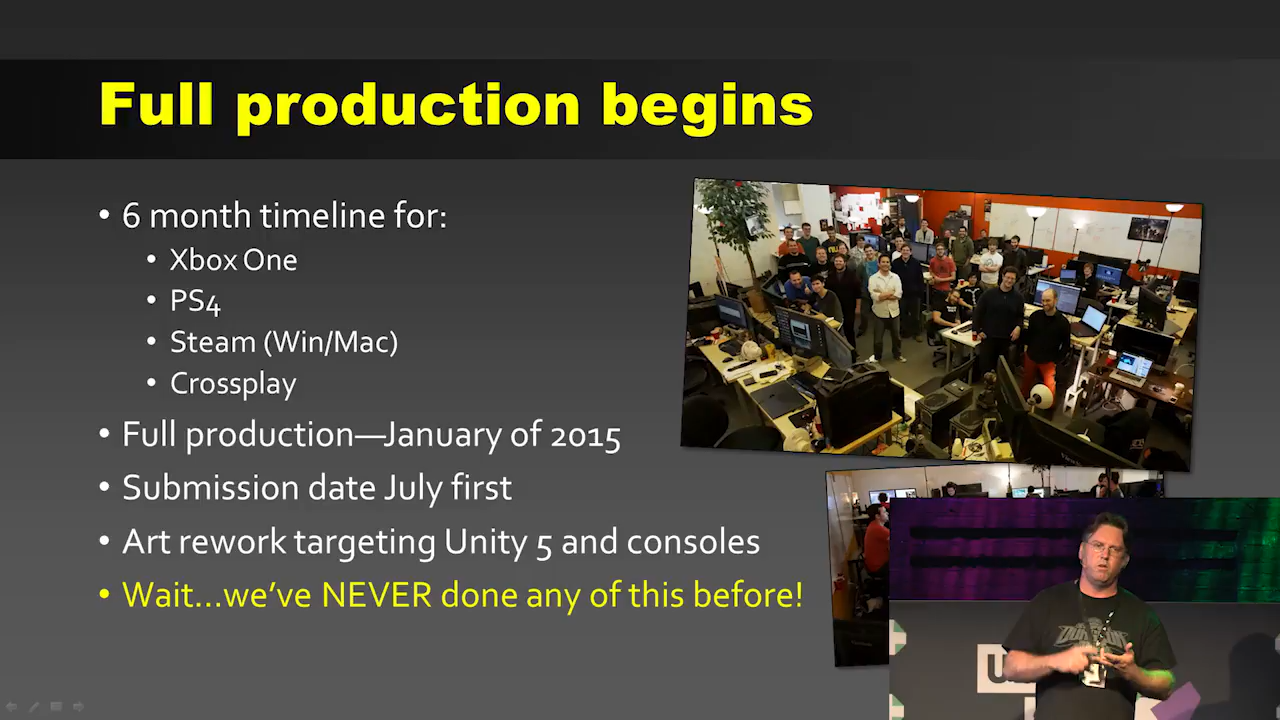 Full production begins
• 6 month timeline for:
• Xbox One
• PS4
• Steam (Win/Mac)
• Crossplay
• Full production—January of 2015
• Submission date July first
• Art rework targeting Unity 5 and consoles
• Wait...we've NEVER done any of this before!